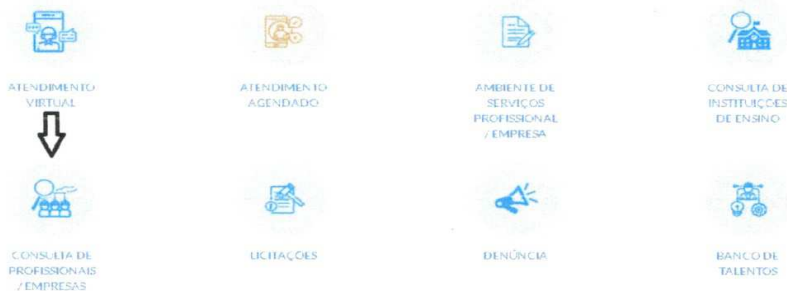 ATENDIMENTO
VIRTUAL
ATENDIMENTO
AGENDADO
AMBIENTE DE
SERVIÇOS
PROFISSIONAL
/ EMPRESA
CONSULTA DE
INSTITUIÇÕES
DE ENSINO
CONSULTA DE
PROFISSIONAIS
/ EMPRESAS
LICITAÇÕES
DENÚNCIA
BANCO DE
TALENTOS